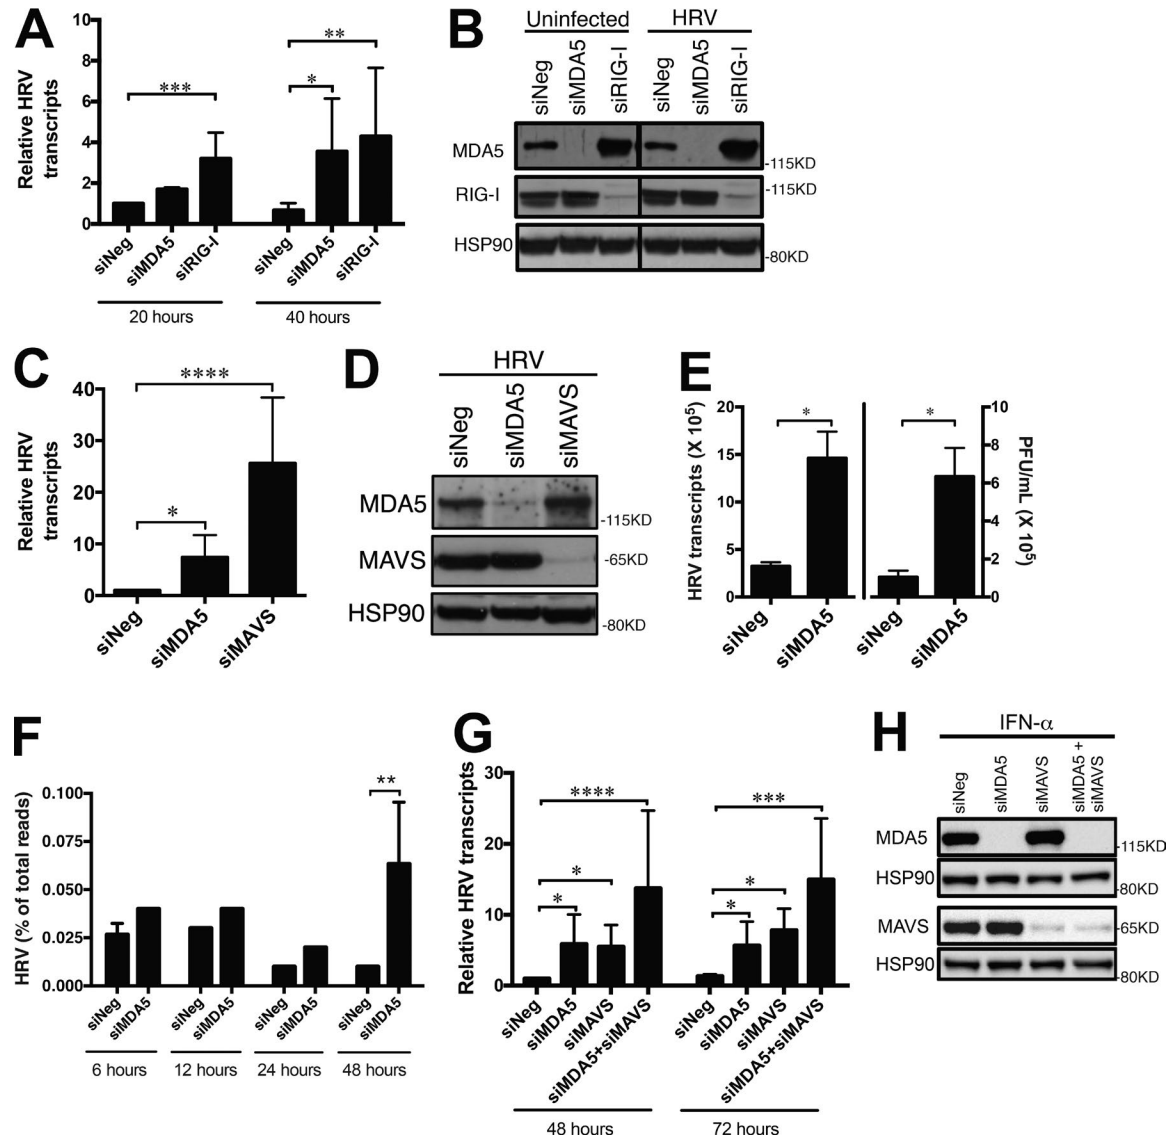 A
Relative HRV
transcripts
10
8
6
4
2
0
***
*
**
siNeg
siMDA5
siRIG-I
siNeg
siMDA5
siRIG-I
20 hours
40 hours
B
Uninfected
HRV
siNeg
siMDA5
siRIG-I
siNeg
siMDA5
siRIG-I
MDA5
-115KD
RIG-I
-115KD
HSP90
-80KD
C
Relative HRV
transcripts
40
30
20
10
0
****
*
siNeg
siMDA5
siMAVS
D
HRV
siNeg
siMDA5
siMAVS
MDA5
-115KD
MAVS
-65KD
HSP90
-80KD
E
HRV transcripts (X 10⁵)
20
15
10
5
0
*
*
10
8
6
4
2
0
PFU/mL (X 10⁵)
siNeg
siMDA5
siNeg
siMDA5
F
HRV (% of total reads)
0.100
0.075
0.050
0.025
0.000
**
siNeg
siMDA5
siNeg
siMDA5
siNeg
siMDA5
siNeg
siMDA5
6 hours
12 hours
24 hours
48 hours
G
Relative HRV transcripts
30
20
10
0
****
*
*
***
*
*
siNeg
siMDA5
siMAVS
siMDA5+siMAVS
siNeg
siMDA5
siMAVS
siMDA5+siMAVS
48 hours
72 hours
H
IFN-α
siNeg
siMDA5
siMAVS
siMDA5 +
siMAVS
MDA5
-115KD
HSP90
-80KD
MAVS
-65KD
HSP90
-80KD